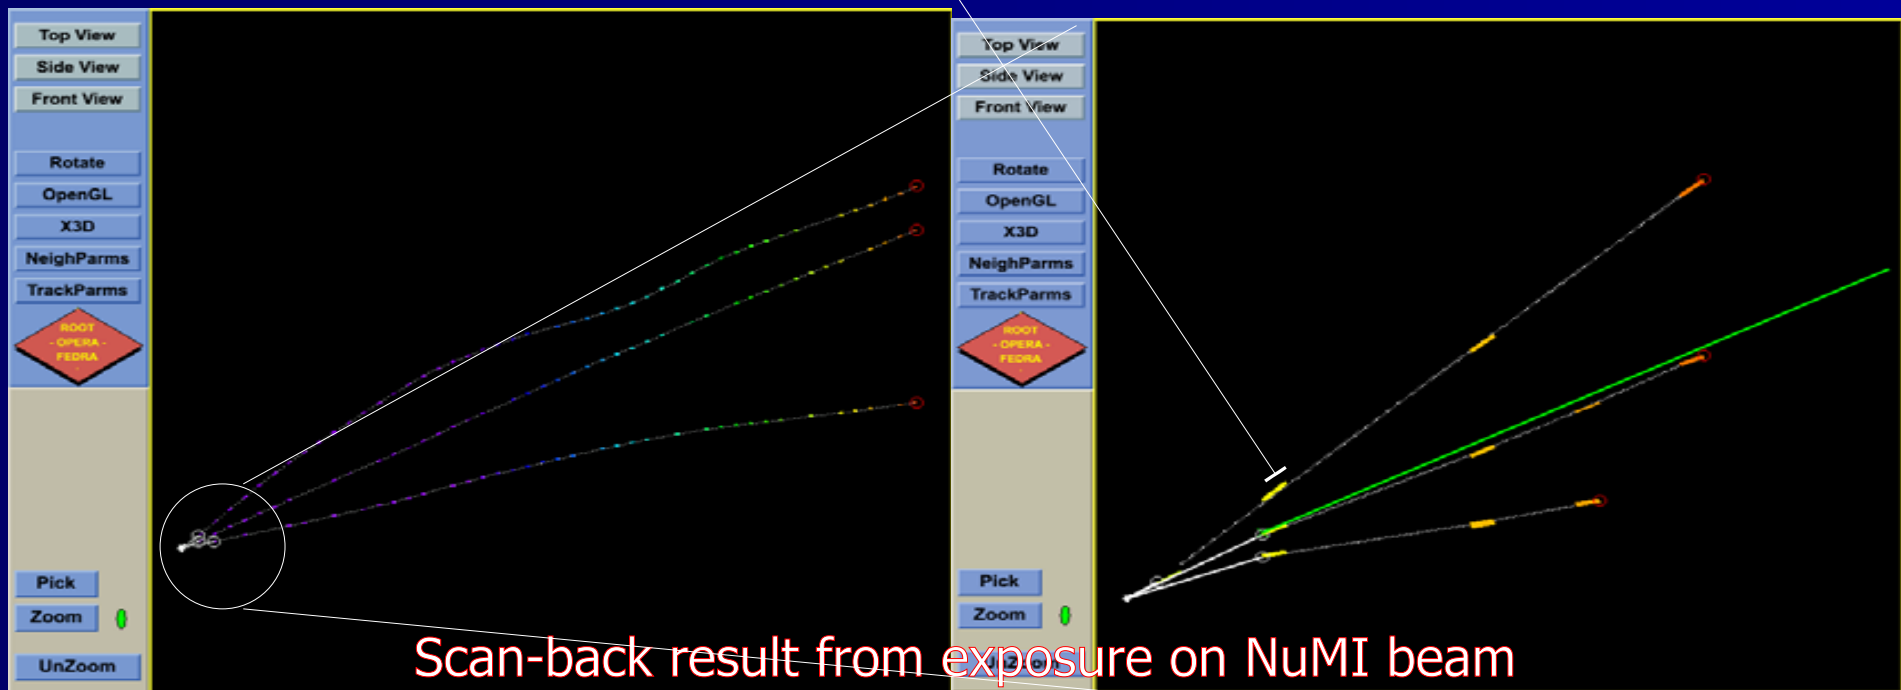 Top View
Side View
Front View
Rotate
OpenGL
X3D
NeighParms
TrackParms
ROOT
- OPERA -
FEDRA
-
Pick
Zoom
UnZoom
Top View
Side View
Front View
Rotate
OpenGL
X3D
NeighParms
TrackParms
ROOT
- OPERA -
FEDRA
-
Pick
Zoom
UnZoom
Scan-back result from exposure on NuMI beam